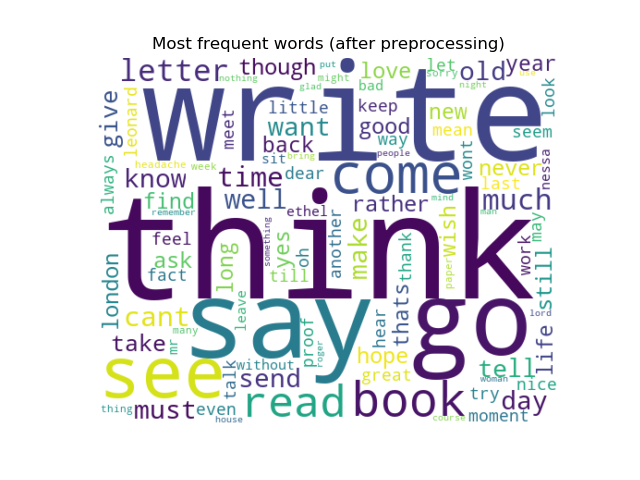 Most frequent words (after preprocessing)
letter though put let old year
nothing might love sorry
glad bad night use
write
give leonard meet little keep new look
want good way mean seem
back
always headache week sit bring people wont never nessa
know time dear come last
think
find well ethel rather much
remember something mind man
feel yes oh another make wish work may
ask long till thank paper still
fact
london say go lord
cant leave proof hear thats life
many
take mr roger hope tell
see talk without great woman nice
send try
thing must even read book day
house course moment